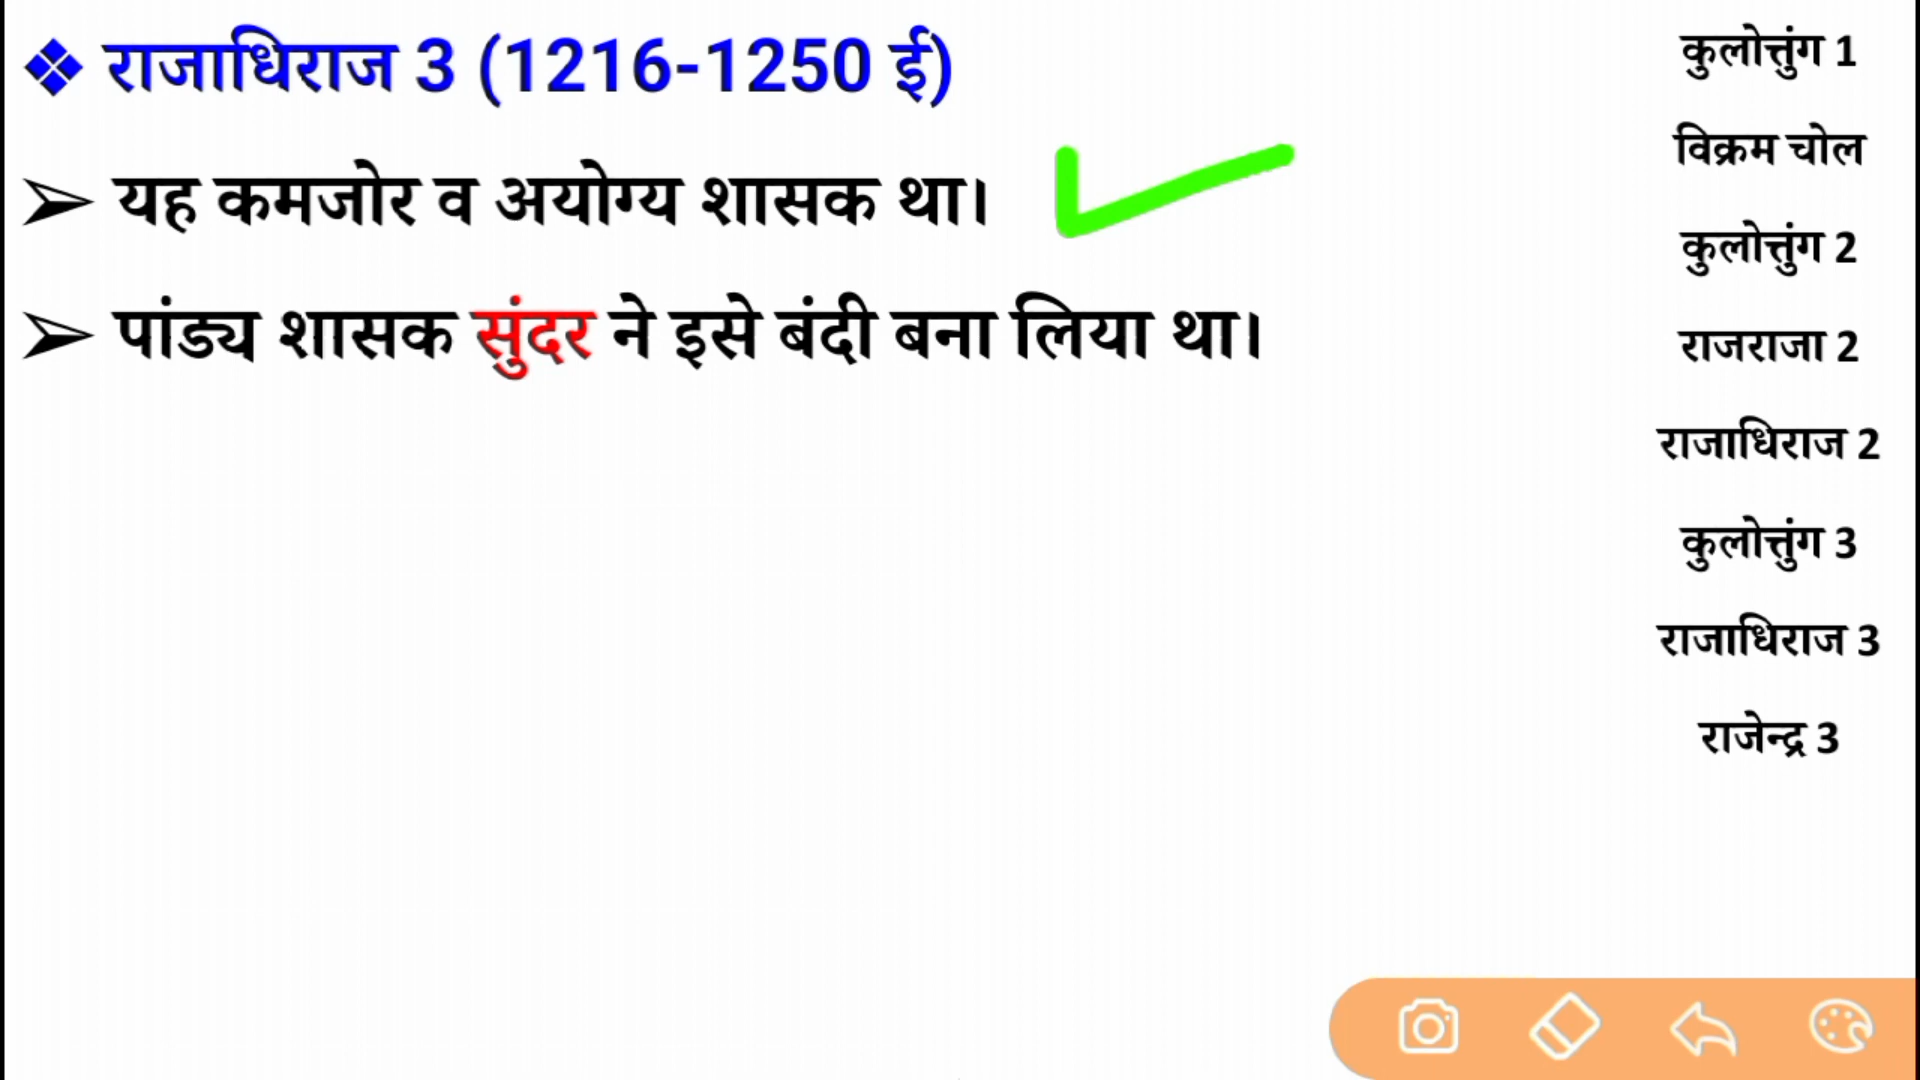 ❖ राजाधिराज 3 (1216-1250 ई)
➢ यह कमजोर व अयोग्य शासक था।
➢ पांड्य शासक सुंदर ने इसे बंदी बना लिया था।
कुलोत्तुंग 1
विक्रम चोल
कुलोत्तुंग 2
राजराजा 2
राजाधिराज 2
कुलोत्तुंग 3
राजाधिराज 3
राजेन्द्र 3